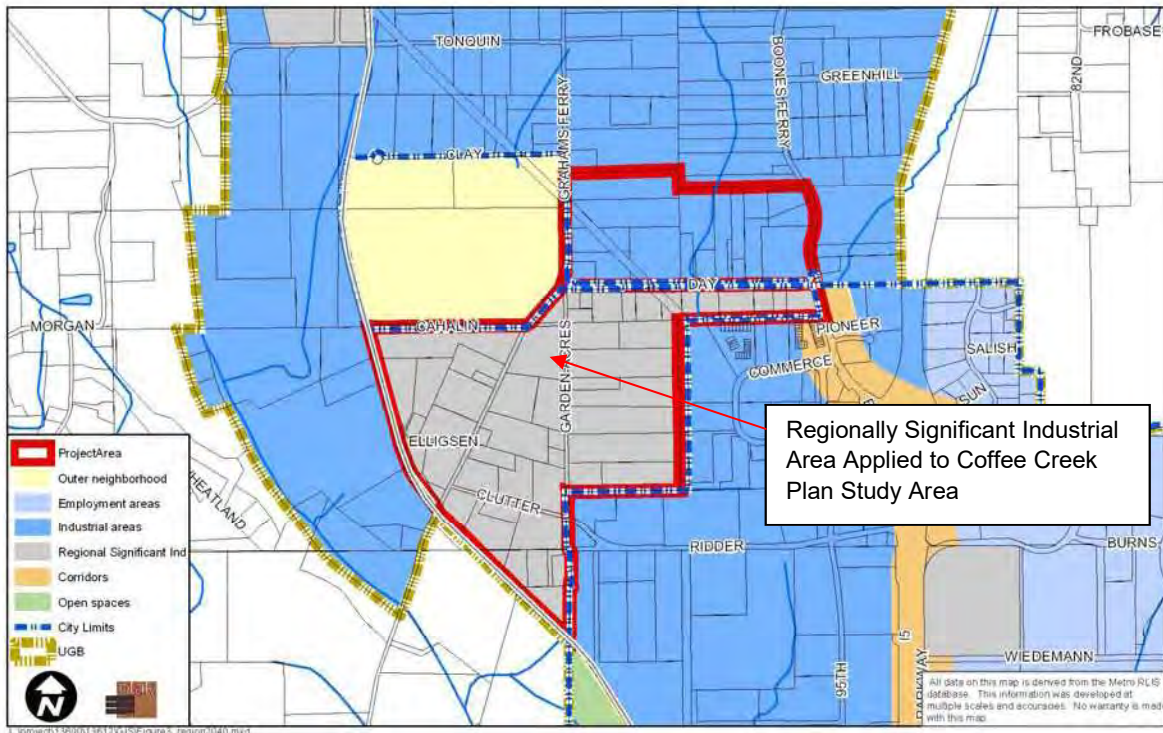 TONQUIN
GRAHAMS FERRY
BOONES FERRY
GREENHILL
82ND
FROBASE
CLAY
DAY
CAHALIN
MORGAN
PIONEER
COMMERCE
SALISH
SUN
GARDEN ACRES
ELLIGSEN
CLUTTER
RIDDER
BURNS
WIEDEMANN
95TH
I5
PARKWAY
Regionally Significant Industrial
Area Applied to Coffee Creek
Plan Study Area
ProjectArea
Outer neighborhood
Employment areas
Industrial areas
Regional Significant Ind
Corridors
Open spaces
City Limits
UGB
N
All data on this map is derived from the Metro RLIS
database. This information was developed at
multiple scales and accuracies. No warranty is made
with this map.